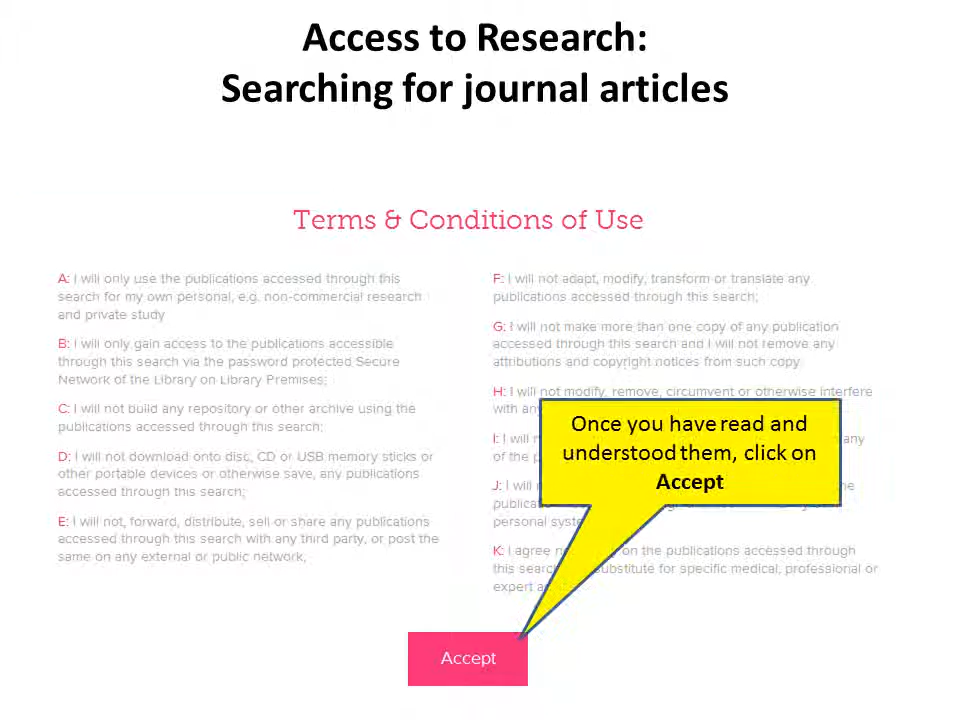 Access to Research:
Searching for journal articles
Terms & Conditions of Use
A: I will only use the publications accessed through this
search for my own personal, e.g. non-commercial research
and private study
B: I will only gain access to the publications accessible
through this search via the password protected Secure
Network of the Library on Library Premises;
C: I will not build any repository or other archive using the
publications accessed through this search;
D: I will not download onto disc, CD or USB memory sticks or
other portable devices or otherwise save, any publications
accessed through this search;
E: I will not, forward, distribute, sell or share any publications
accessed through this search with any third party, or post the
same on any external or public network,
F: I will not adapt, modify, transform or translate any
publications accessed through this search;
G: I will not make more than one copy of any publication
accessed through this search and I will not remove any
attributions and copyright notices from such copy
H: I will not modify, remove, circumvent or otherwise interfere
with any
I: I will any
of the
J: I will the
personal
K: I agree on the publications accessed through
this search substitute for specific medical, professional or
expert
Once you have read and
understood them, click on
Accept
Accept